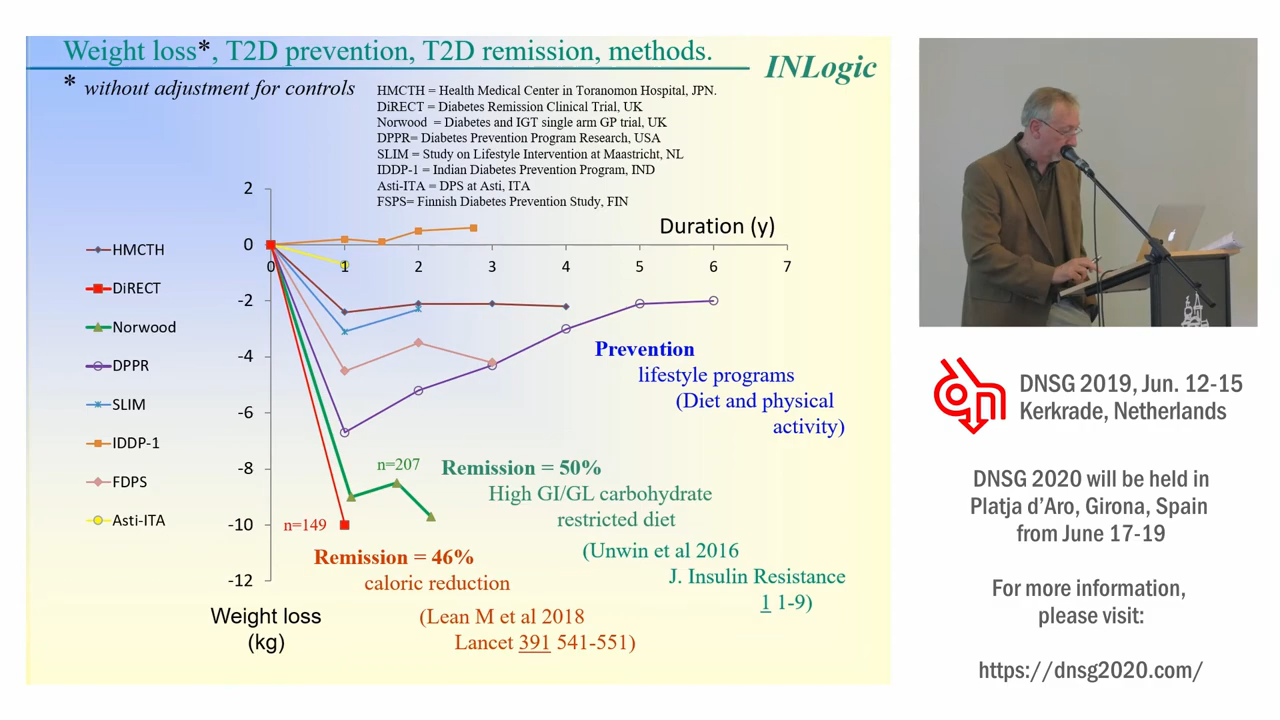 Weight loss*, T2D prevention, T2D remission, methods.
INLogic
* without adjustment for controls
HMCTH = Health Medical Center in Toranomon Hospital, JPN.
DiRECT = Diabetes Remission Clinical Trial, UK
Norwood = Diabetes and IGT single arm GP trial, UK
DPPR= Diabetes Prevention Program Research, USA
SLIM = Study on Lifestyle Intervention at Maastricht, NL
IDDP-1 = Indian Diabetes Prevention Program, IND
Asti-ITA = DPS at Asti, ITA
FSPS= Finnish Diabetes Prevention Study, FIN
Duration (y)
2
0
-2
-4
-6
-8
-10
-12
0 1 2 3 4 5 6 7
HMCTH
DiRECT
Norwood
DPPR
SLIM
IDDP-1
FDPS
Asti-ITA
Prevention
lifestyle programs
(Diet and physical
activity)
n=207
Remission = 50%
High GI/GL carbohydrate
restricted diet
(Unwin et al 2016
J. Insulin Resistance
1 1-9)
n=149
Remission = 46%
caloric reduction
(Lean M et al 2018
Lancet 391 541-551)
Weight loss
(kg)
DNSG 2019, Jun. 12-15
Kerkrade, Netherlands
DNSG 2020 will be held in
Platja d’Aro, Girona, Spain
from June 17-19
For more information,
please visit:
https://dnsg2020.com/